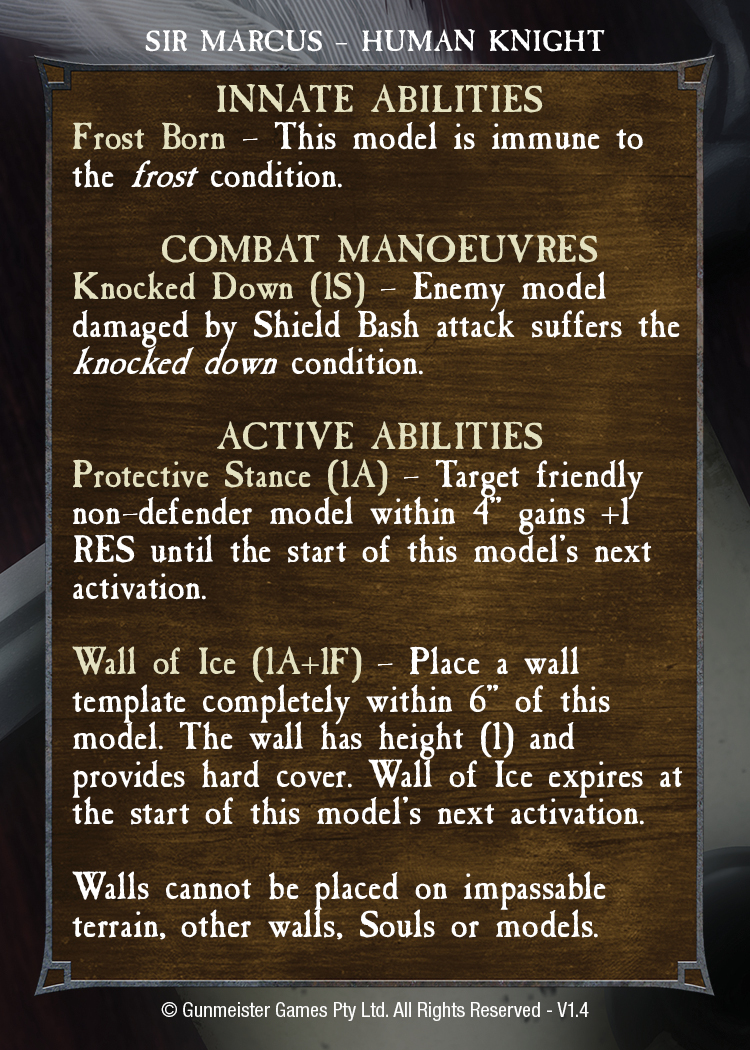 SIR MARCUS - HUMAN KNIGHT
INNATE ABILITIES
Frost Born - This model is immune to
the frost condition.
COMBAT MANOEUVRES
Knocked Down (1S) - Enemy model
damaged by Shield Bash attack suffers the
knocked down condition.
ACTIVE ABILITIES
Protective Stance (1A) - Target friendly
non-defender model within 4” gains +1
RES until the start of this model’s next
activation.
Wall of Ice (1A+1F) - Place a wall
template completely within 6” of this
model. The wall has height (1) and
provides hard cover. Wall of Ice expires at
the start of this model’s next activation.
Walls cannot be placed on impassable
terrain, other walls, Souls or models.
© Gunmeister Games Pty Ltd. All Rights Reserved - V1.4